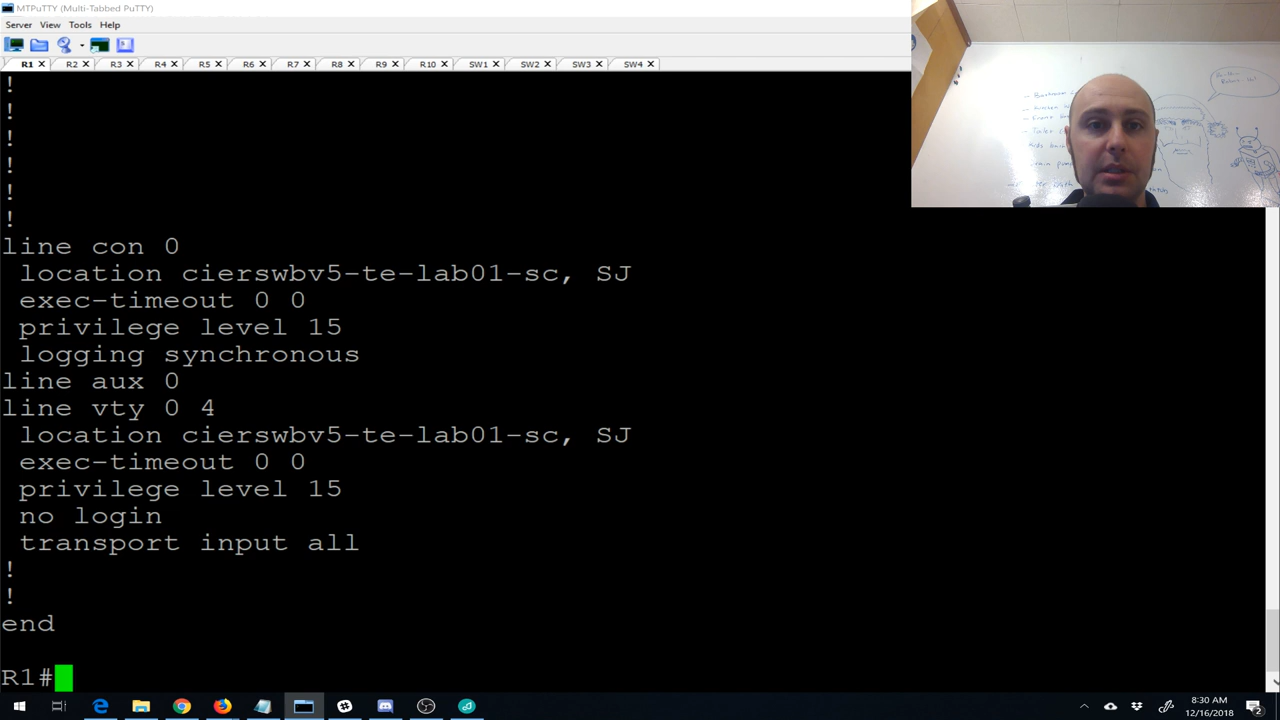 MTPuTTY (Multi-Tabbed PuTTY)
Server View Tools Help
R1 R2 R3 R4 R5 R6 R7 R8 R9 R10 SW1 SW2 SW3 SW4
!
!
!
!
!
!
line con 0
location cierswbv5-te-lab01-sc, SJ
exec-timeout 0 0
privilege level 15
logging synchronous
line aux 0
line vty 0 4
location cierswbv5-te-lab01-sc, SJ
exec-timeout 0 0
privilege level 15
no login
transport input all
!
!
end
R1#
8:30 AM
12/16/2018
2